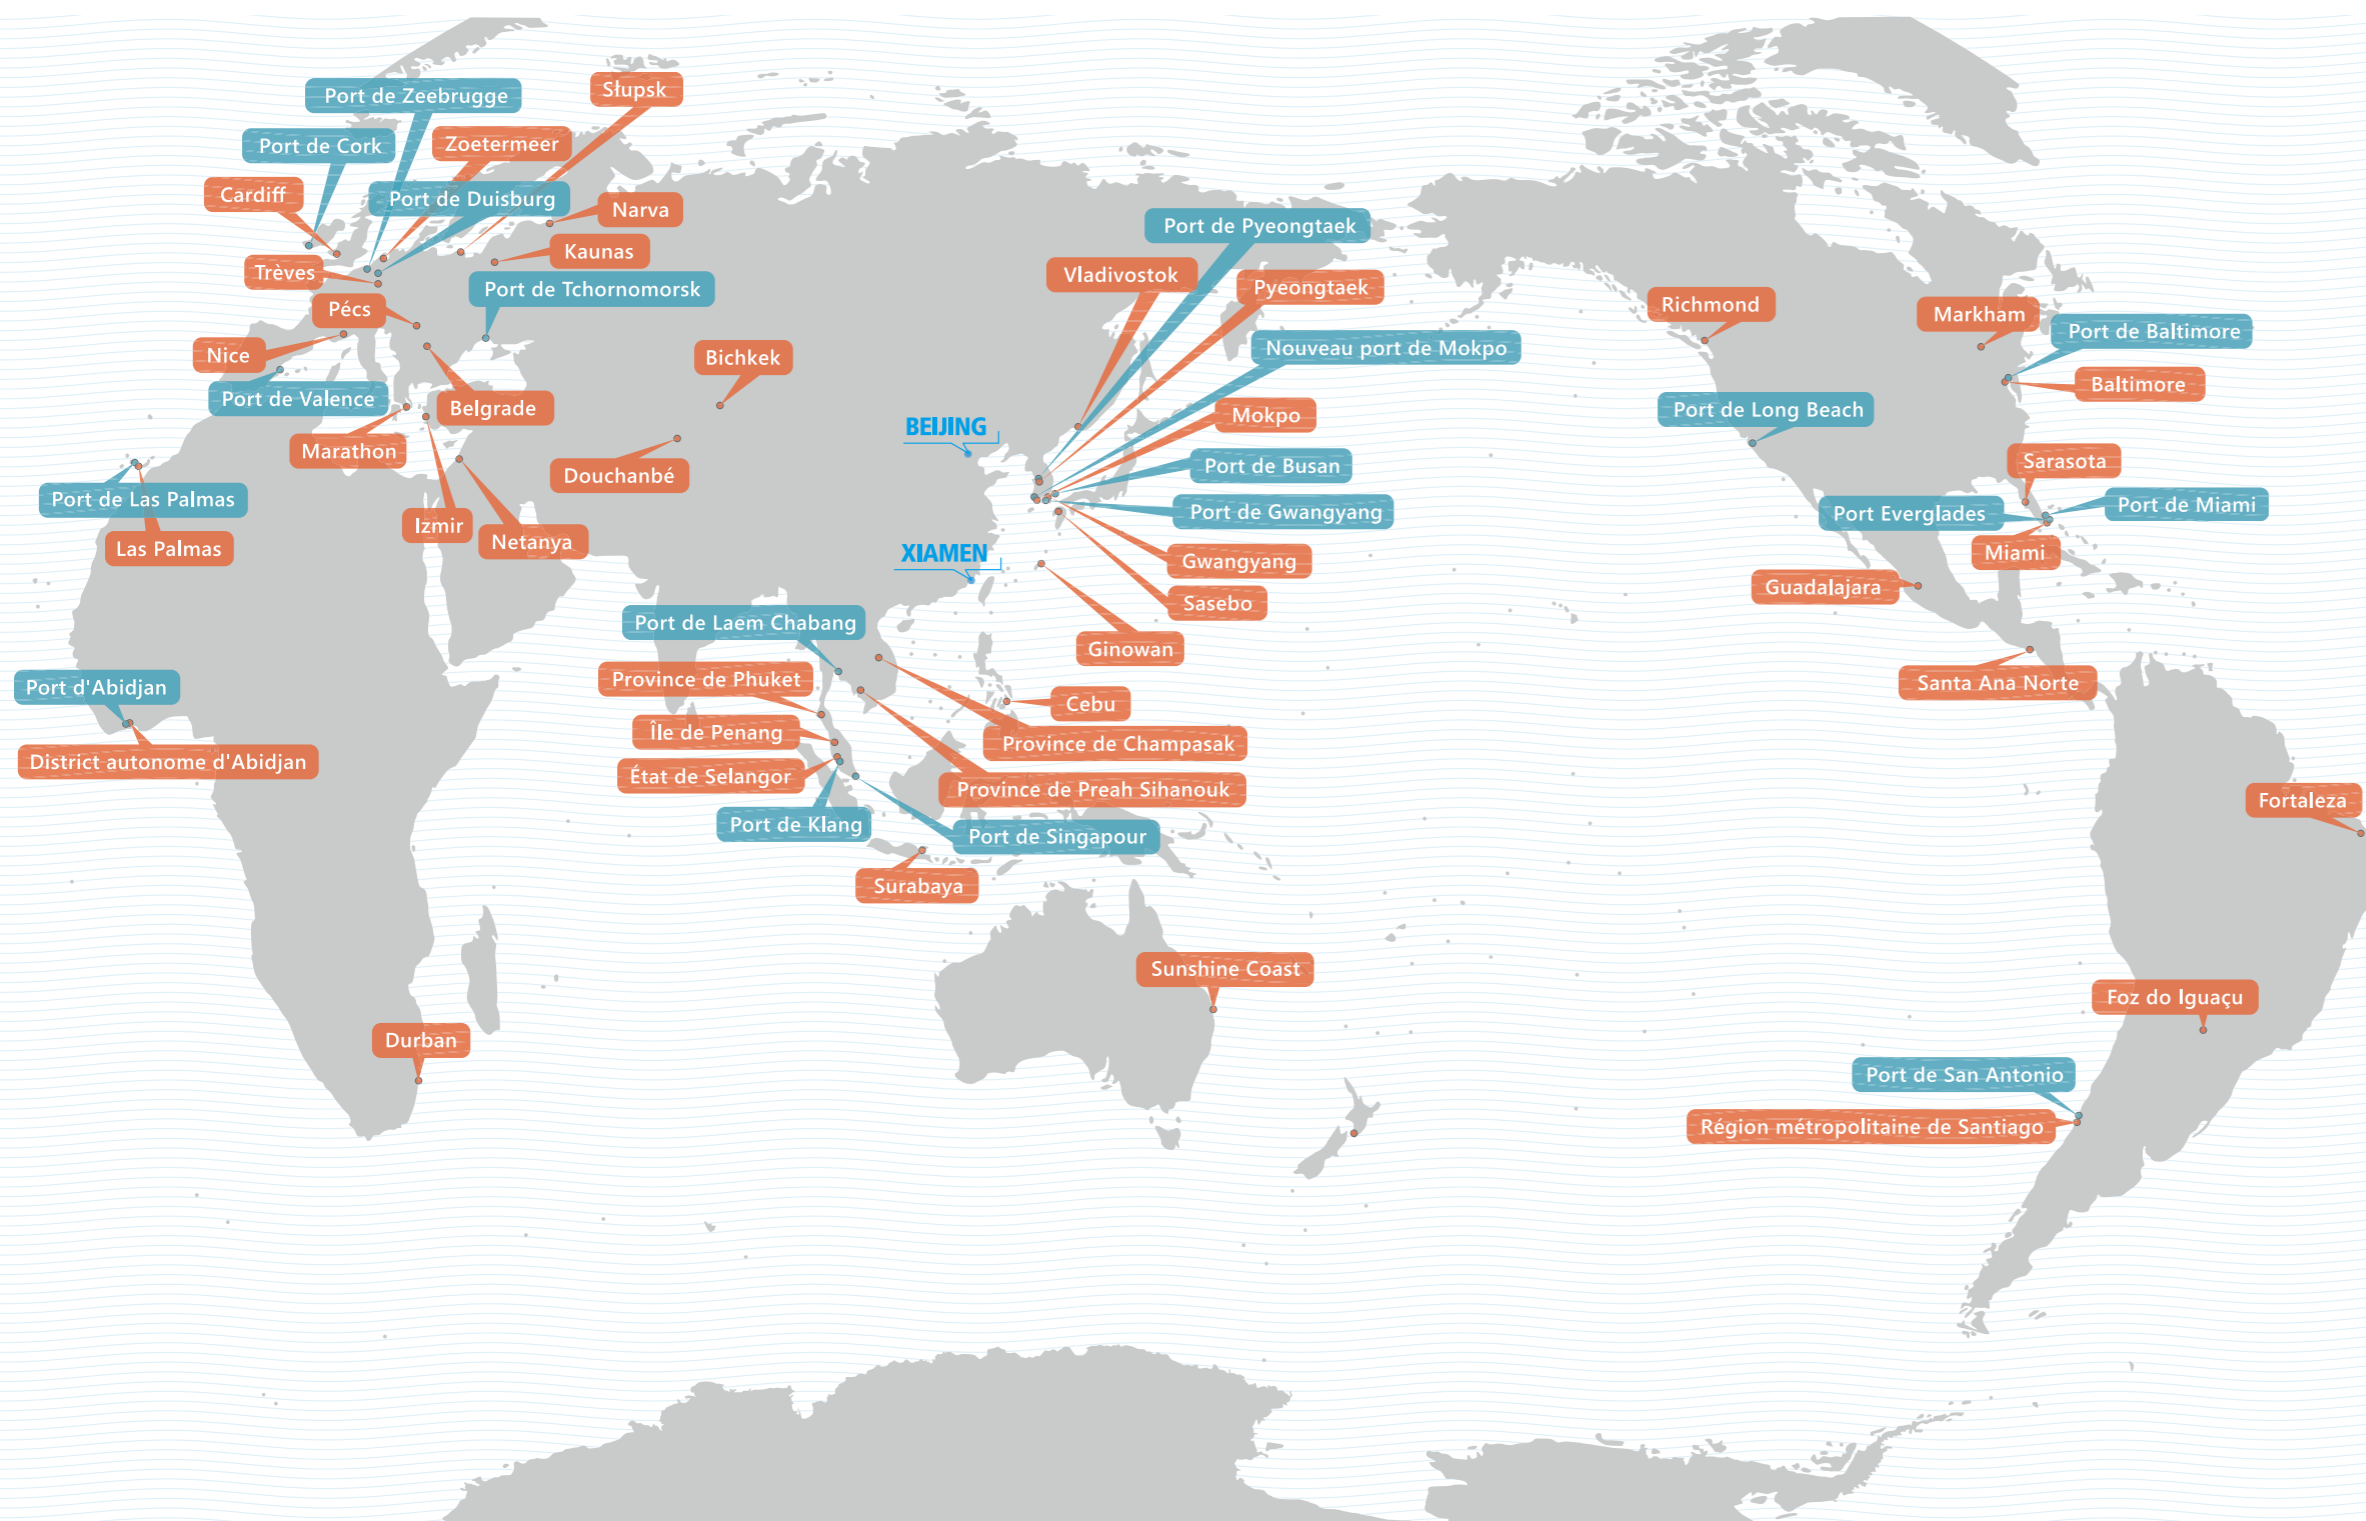 Port de Zeebrugge
Słupsk
Port de Cork
Zoetermeer
Cardiff
Port de Duisburg
Narva
Kaunas
Trèves
Port de Tchornomorsk
Pécs
Nice
Port de Valence
Belgrade
Marathon
Bichkek
Douchanbé
Port de Las Palmas
Las Palmas
Izmir
Netanya
BEIJING
XIAMEN
Port de Pyeongtaek
Vladivostok
Pyeongtaek
Nouveau port de Mokpo
Mokpo
Port de Busan
Port de Gwangyang
Gwangyang
Sasebo
Ginowan
Richmond
Markham
Port de Baltimore
Baltimore
Port de Long Beach
Sarasota
Port Everglades
Port de Miami
Miami
Guadalajara
Santa Ana Norte
Port de Laem Chabang
Province de Phuket
Île de Penang
État de Selangor
Port de Klang
Cebu
Province de Champasak
Province de Preah Sihanouk
Port de Singapour
Surabaya
Port d'Abidjan
District autonome d'Abidjan
Durban
Sunshine Coast
Fortaleza
Foz do Iguaçu
Port de San Antonio
Région métropolitaine de Santiago